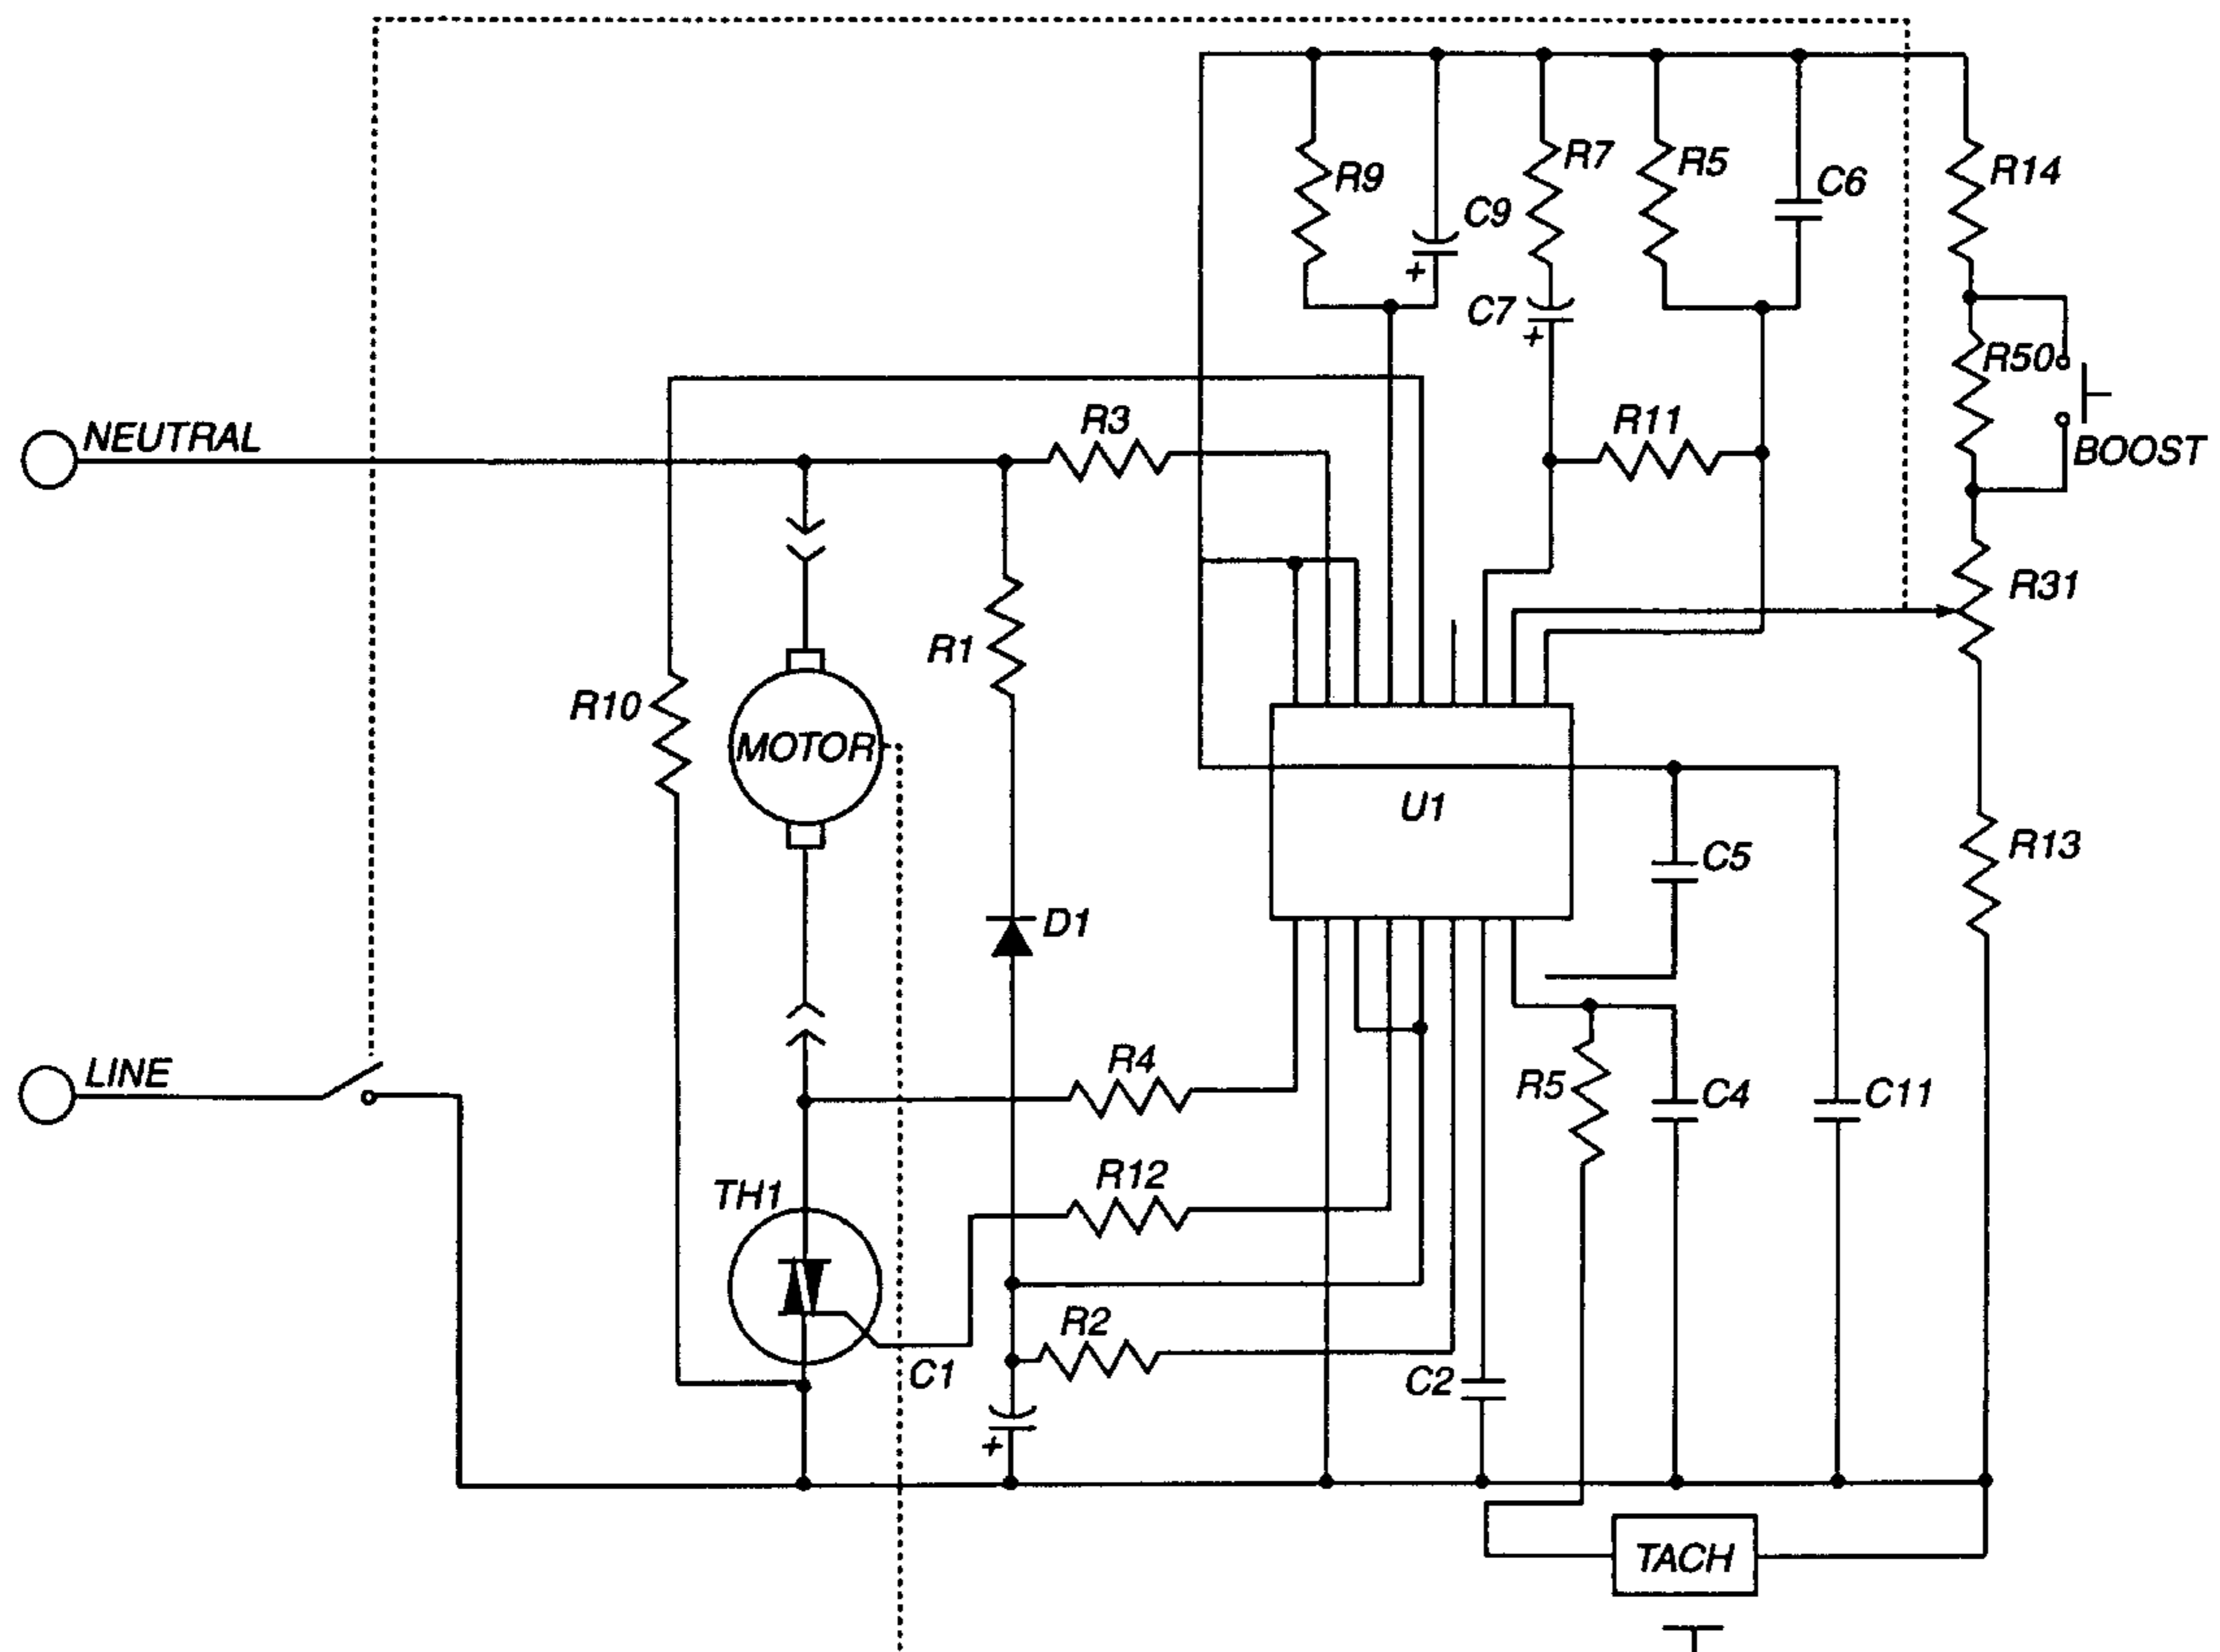 R9
C9
R7
R5
C6
R14
C7
+
+
R50
R3
R11
NEUTRAL
BOOST
R31
R1
R10
MOTOR
U1
R13
C5
D1
LINE
R4
R5
C4
C11
R12
TH1
R2
C1
C2
+
TACH